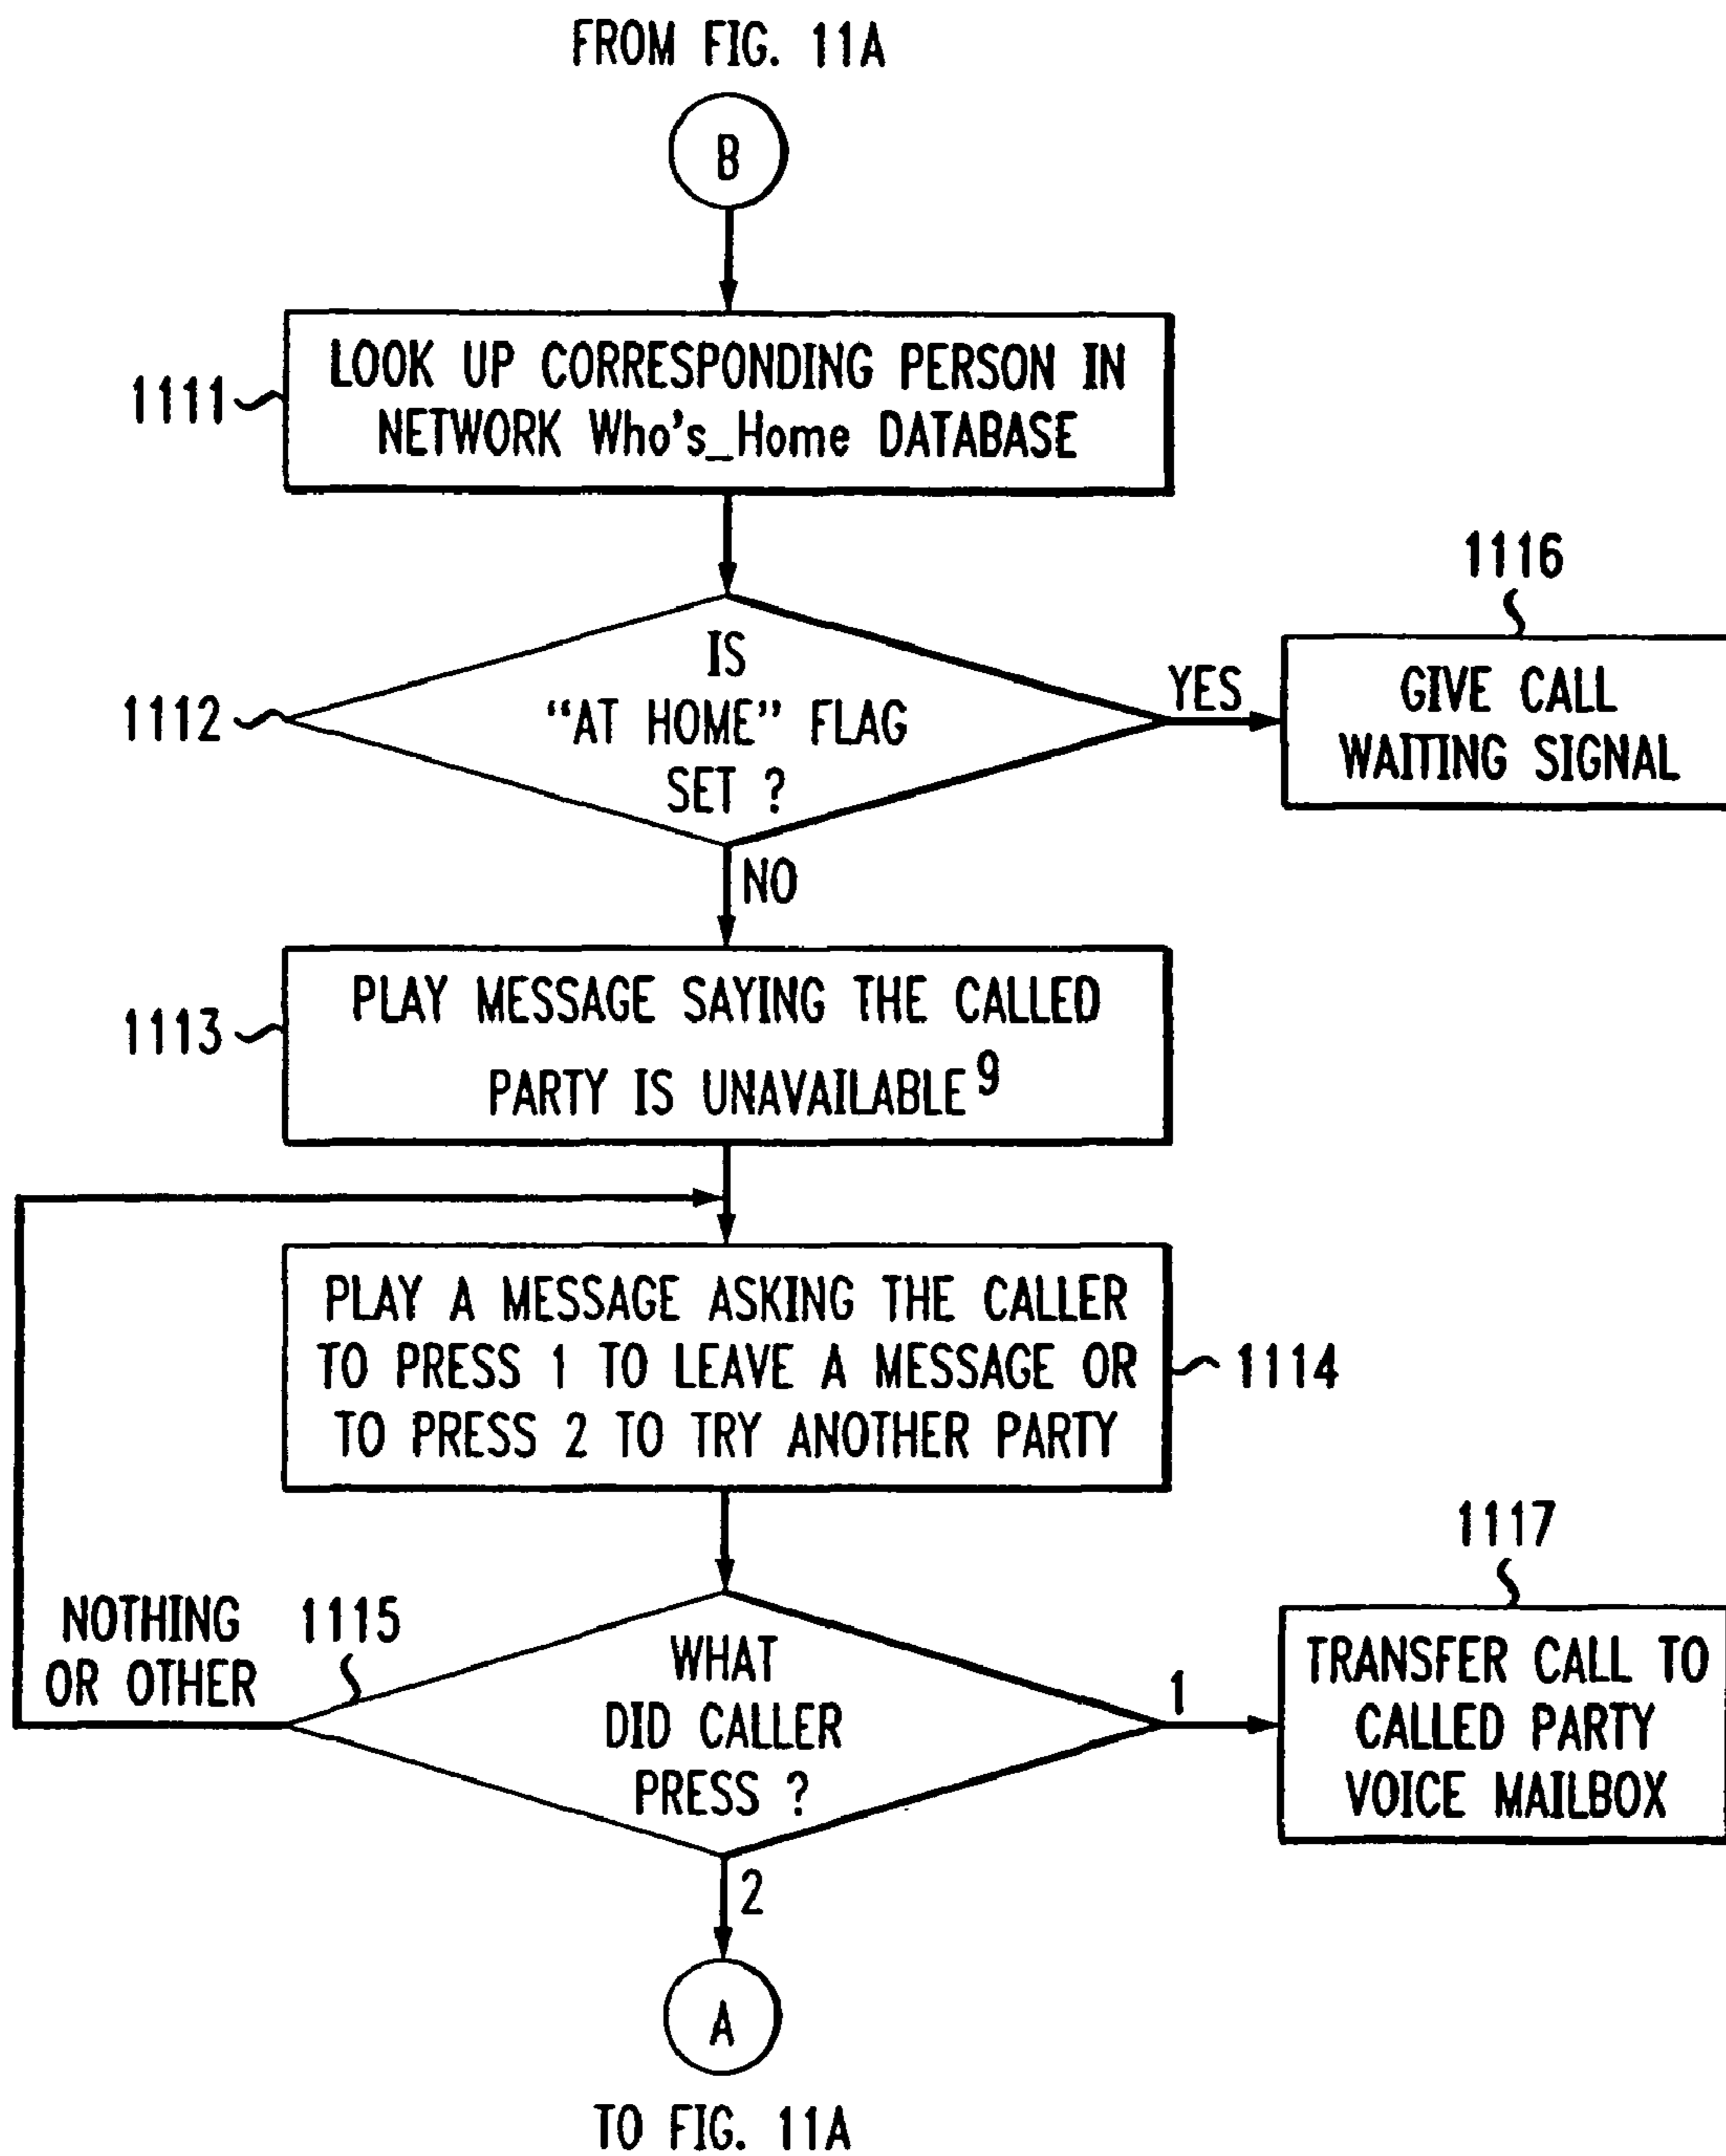 FROM FIG. 11A
B
1111
LOOK UP CORRESPONDING PERSON IN
NETWORK Who's_Home DATABASE
1112
IS
“AT HOME” FLAG
SET ?
YES
1116
GIVE CALL
WAITING SIGNAL
NO
1113
PLAY MESSAGE SAYING THE CALLED
PARTY IS UNAVAILABLE 9
PLAY A MESSAGE ASKING THE CALLER
TO PRESS 1 TO LEAVE A MESSAGE OR
TO PRESS 2 TO TRY ANOTHER PARTY
1114
NOTHING
OR OTHER
1115
WHAT
DID CALLER
PRESS ?
1
1117
TRANSFER CALL TO
CALLED PARTY
VOICE MAILBOX
2
A
TO FIG. 11A